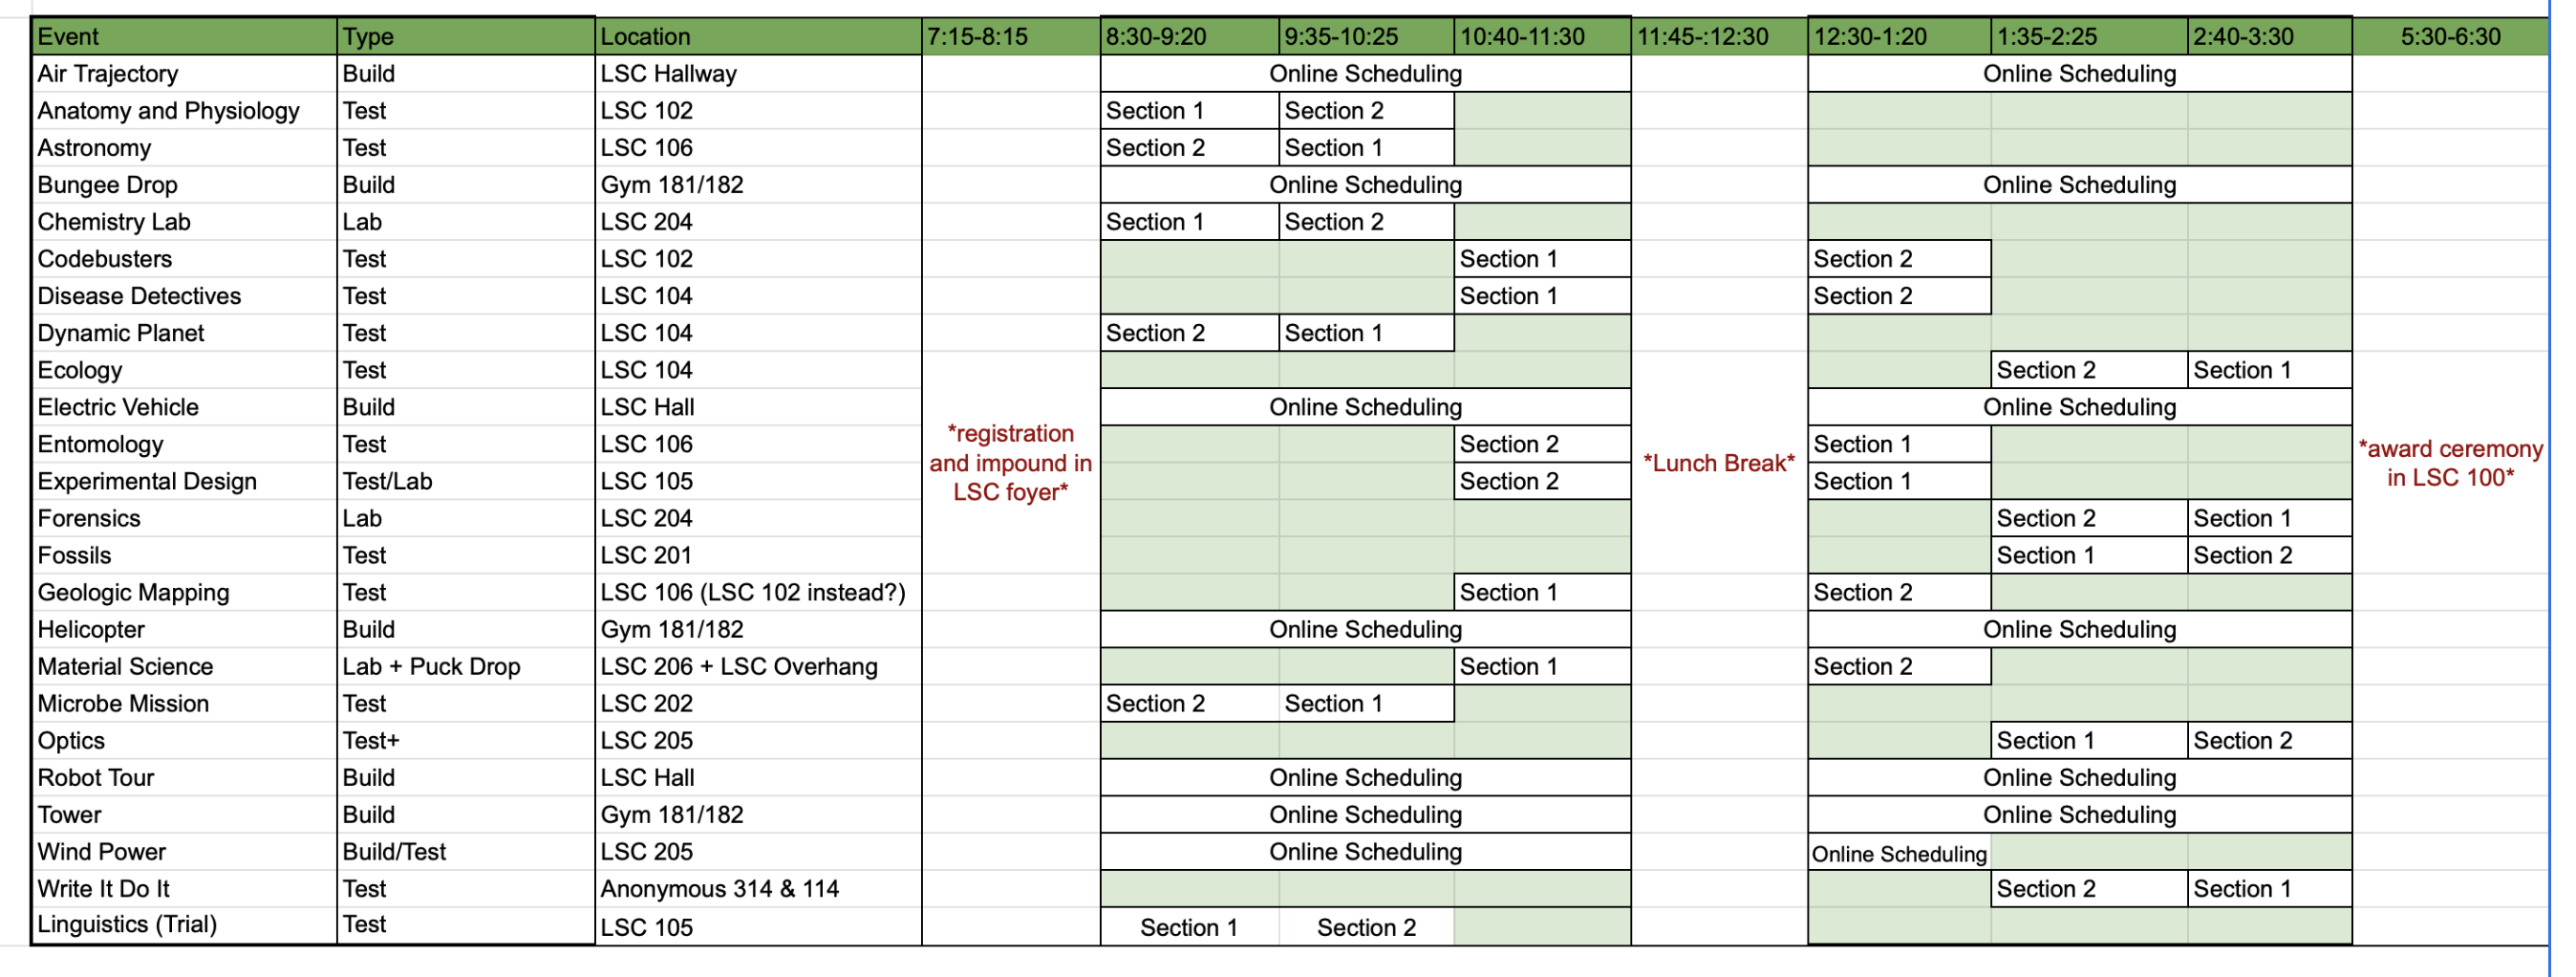 Event Type Location 7:15-8:15 8:30-9:20 9:35-10:25 10:40-11:30 11:45-:12:30 12:30-1:20 1:35-2:25 2:40-3:30 5:30-6:30
Air Trajectory Build LSC Hallway Online Scheduling Online Scheduling
Anatomy and Physiology Test LSC 102 Section 1 Section 2
Astronomy Test LSC 106 Section 2 Section 1
Bungee Drop Build Gym 181/182 Online Scheduling Online Scheduling
Chemistry Lab Lab LSC 204 Section 1 Section 2
Codebusters Test LSC 102 Section 1 Section 2
Disease Detectives Test LSC 104 Section 1 Section 2
Dynamic Planet Test LSC 104 Section 2 Section 1
Ecology Test LSC 104 Section 2 Section 1
Electric Vehicle Build LSC Hall Online Scheduling Online Scheduling
Entomology Test LSC 106 Section 2 Section 1
Experimental Design Test/Lab LSC 105 Section 2 Section 1
Forensics Lab LSC 204 Section 2 Section 1
Fossils Test LSC 201 Section 1 Section 2
Geologic Mapping Test LSC 106 (LSC 102 instead?) Section 1 Section 2
Helicopter Build Gym 181/182 Online Scheduling Online Scheduling
Material Science Lab + Puck Drop LSC 206 + LSC Overhang Section 1 Section 2
Microbe Mission Test LSC 202 Section 2 Section 1
Optics Test+ LSC 205 Section 1 Section 2
Robot Tour Build LSC Hall Online Scheduling Online Scheduling
Tower Build Gym 181/182 Online Scheduling Online Scheduling
Wind Power Build/Test LSC 205 Online Scheduling Online Scheduling
Write It Do It Test Anonymous 314 & 114 Section 2 Section 1
Linguistics (Trial) Test LSC 105 Section 1 Section 2
*registration
and impound in
LSC foyer*
*Lunch Break*
*award ceremony
in LSC 100*